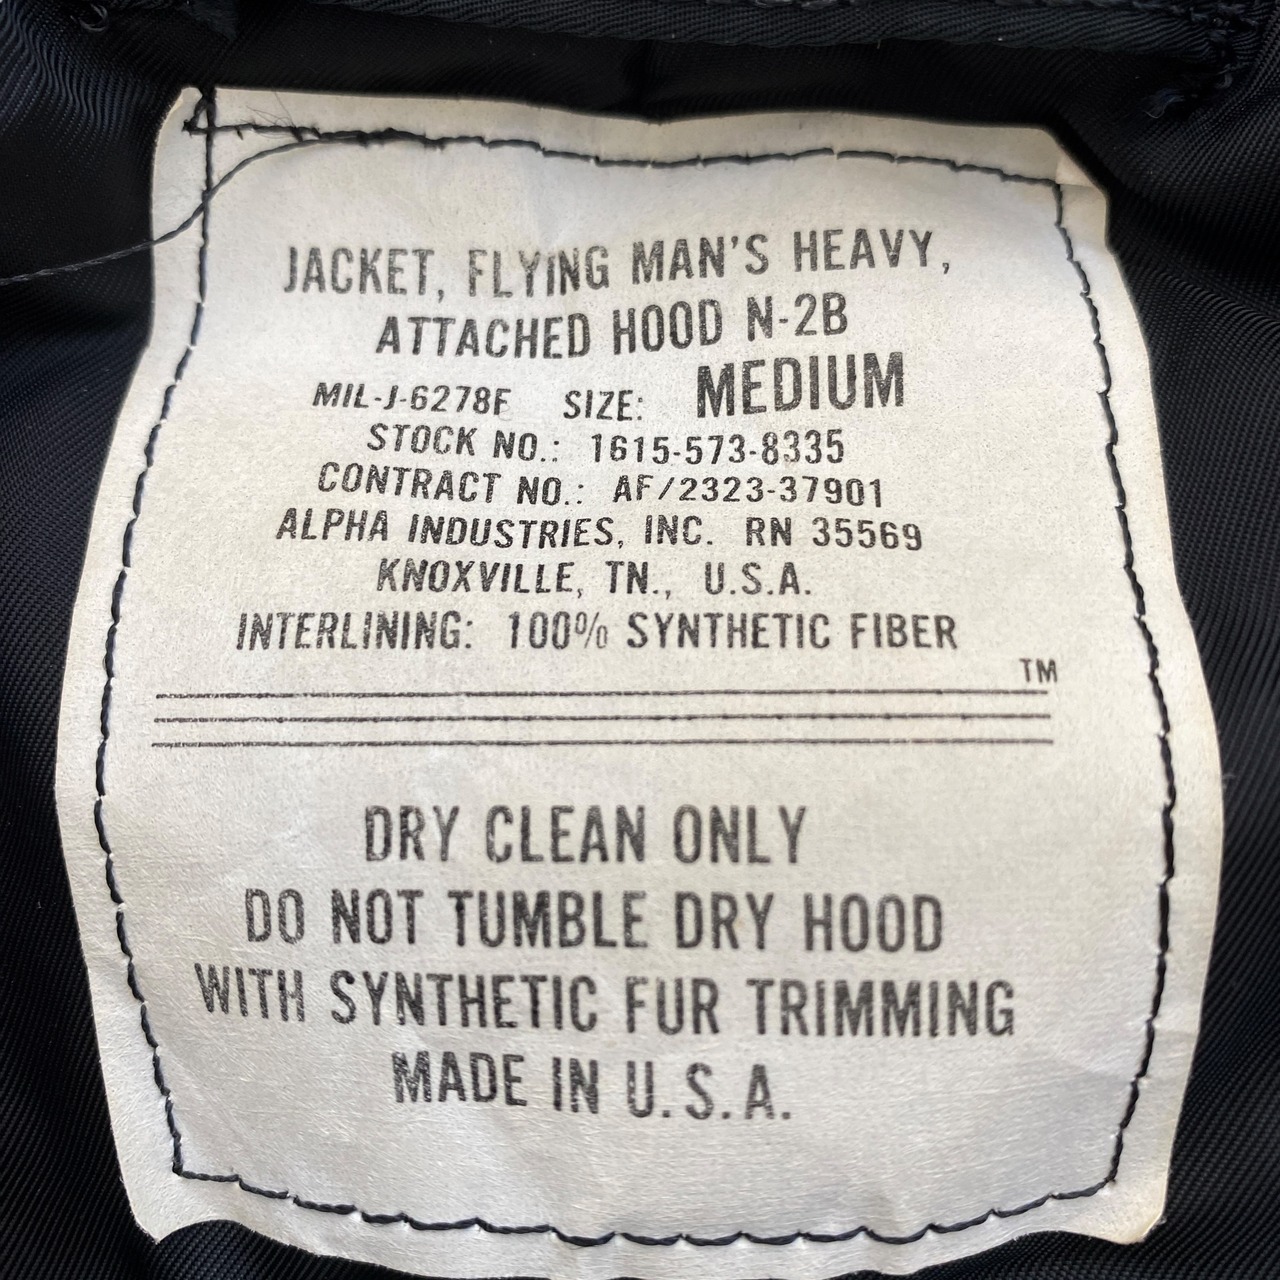 JACKET, FLYING MAN'S HEAVY,
ATTACHED HOOD N-2B
MIL-J-6278F SIZE: MEDIUM
STOCK NO.: 1615-573-8335
CONTRACT NO.: AF/2323-37901
ALPHA INDUSTRIES, INC. RN 35569
KNOXVILLE, TN., U.S.A.
INTERLINING: 100% SYNTHETIC FIBER
TM
DRY CLEAN ONLY
DO NOT TUMBLE DRY HOOD
WITH SYNTHETIC FUR TRIMMING
MADE IN U.S.A.